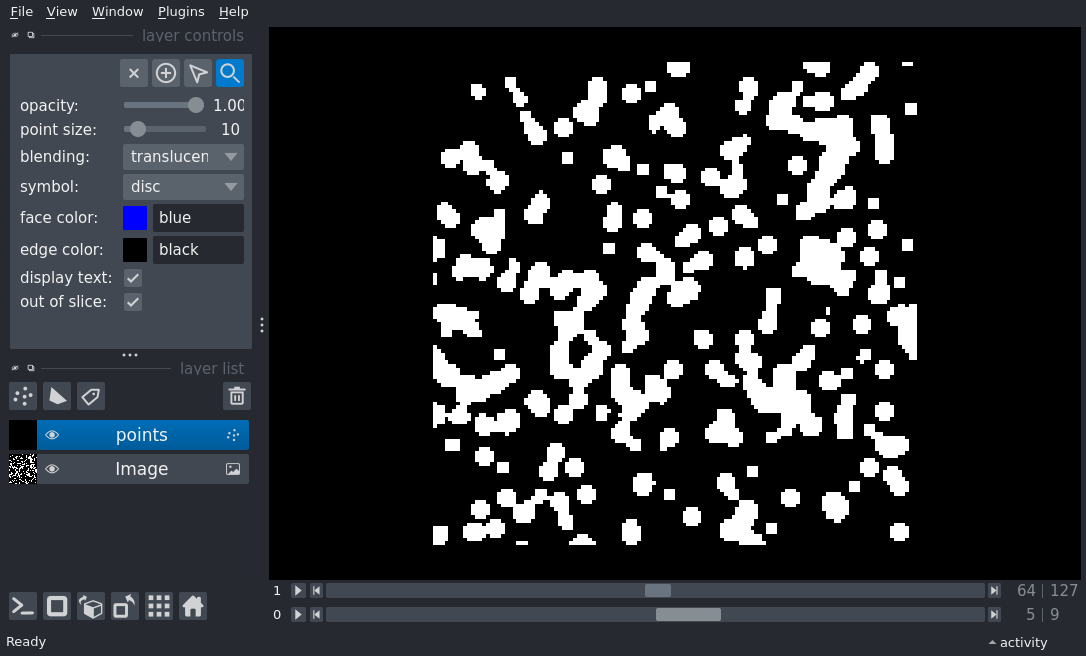 File View Window Plugins Help
layer controls
opacity: 1.00
point size: 10
blending: translucen
symbol: disc
face color: blue
edge color: black
display text:
out of slice:
layer list
points
Image
1 64 | 127
0 5 | 9
Ready activity